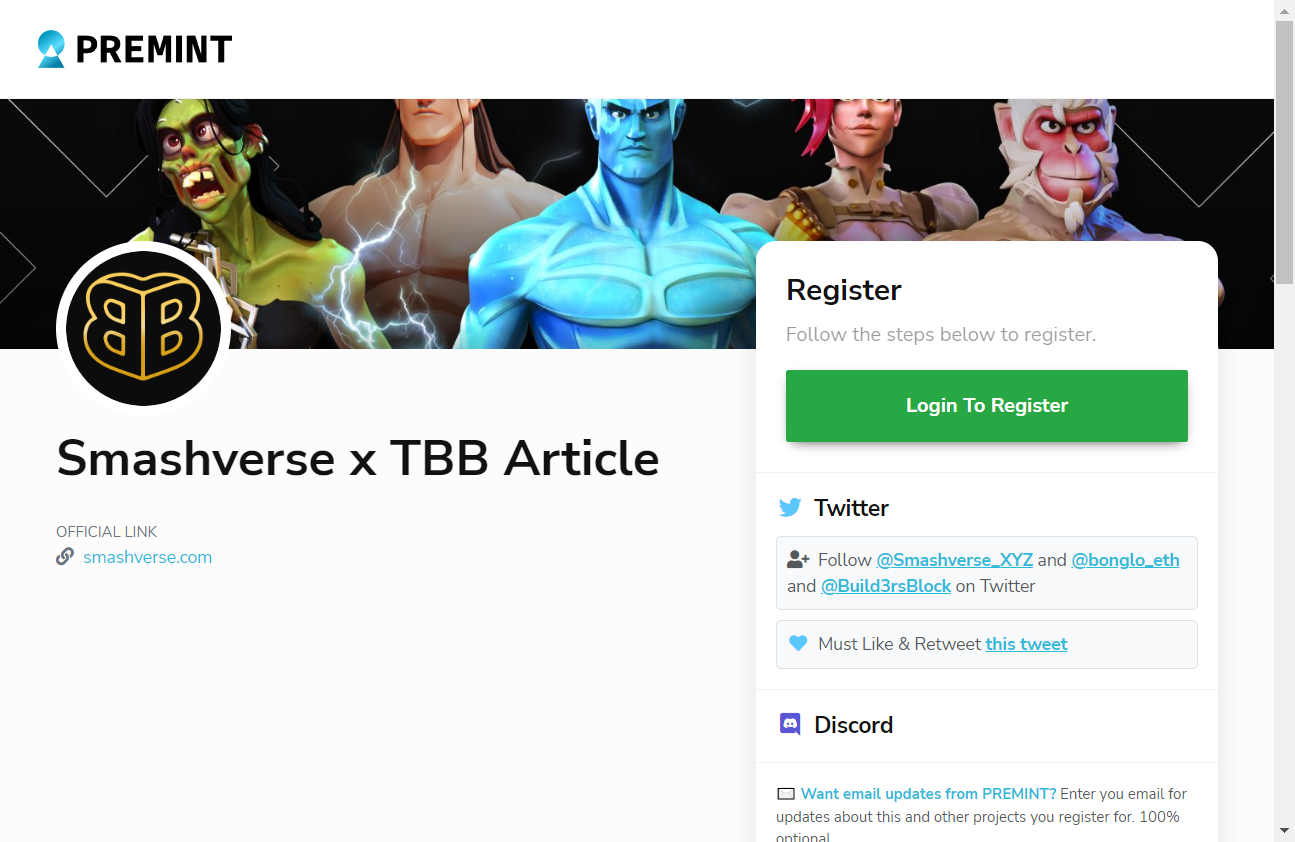 PREMINT
Register
Follow the steps below to register.
Login To Register
Smashverse x TBB Article
OFFICIAL LINK
smashverse.com
Twitter
Follow @Smashverse_XYZ and @bonglo_eth
and @Build3rsBlock on Twitter
Must Like & Retweet this tweet
Discord
Want email updates from PREMINT? Enter you email for
updates about this and other projects you register for. 100%
optional